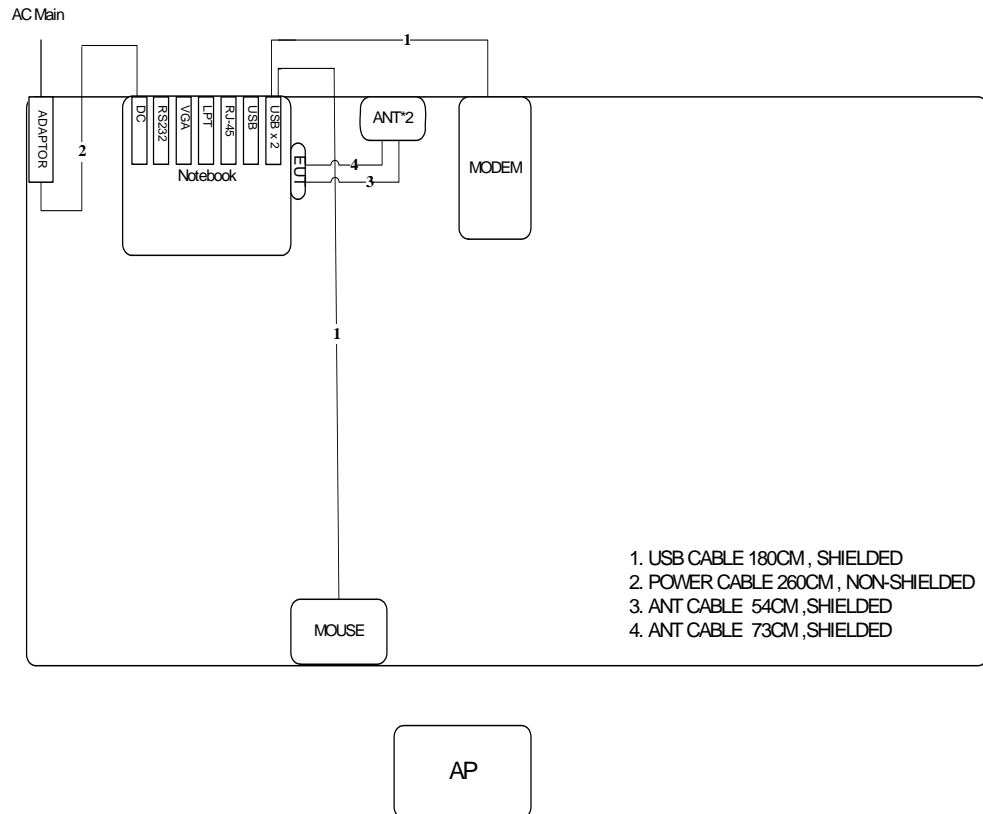 AC Main
1
ADAPTOR
2
DC
RS232
VGA
LPT
RJ-45
USB
USB x 2
Notebook
EUT
ANT*2
4
3
MODEM
1
1. USB CABLE 180CM , SHIELDED
2. POWER CABLE 260CM , NON-SHIELDED
3. ANT CABLE 54CM ,SHIELDED
4. ANT CABLE 73CM ,SHIELDED
MOUSE
AP